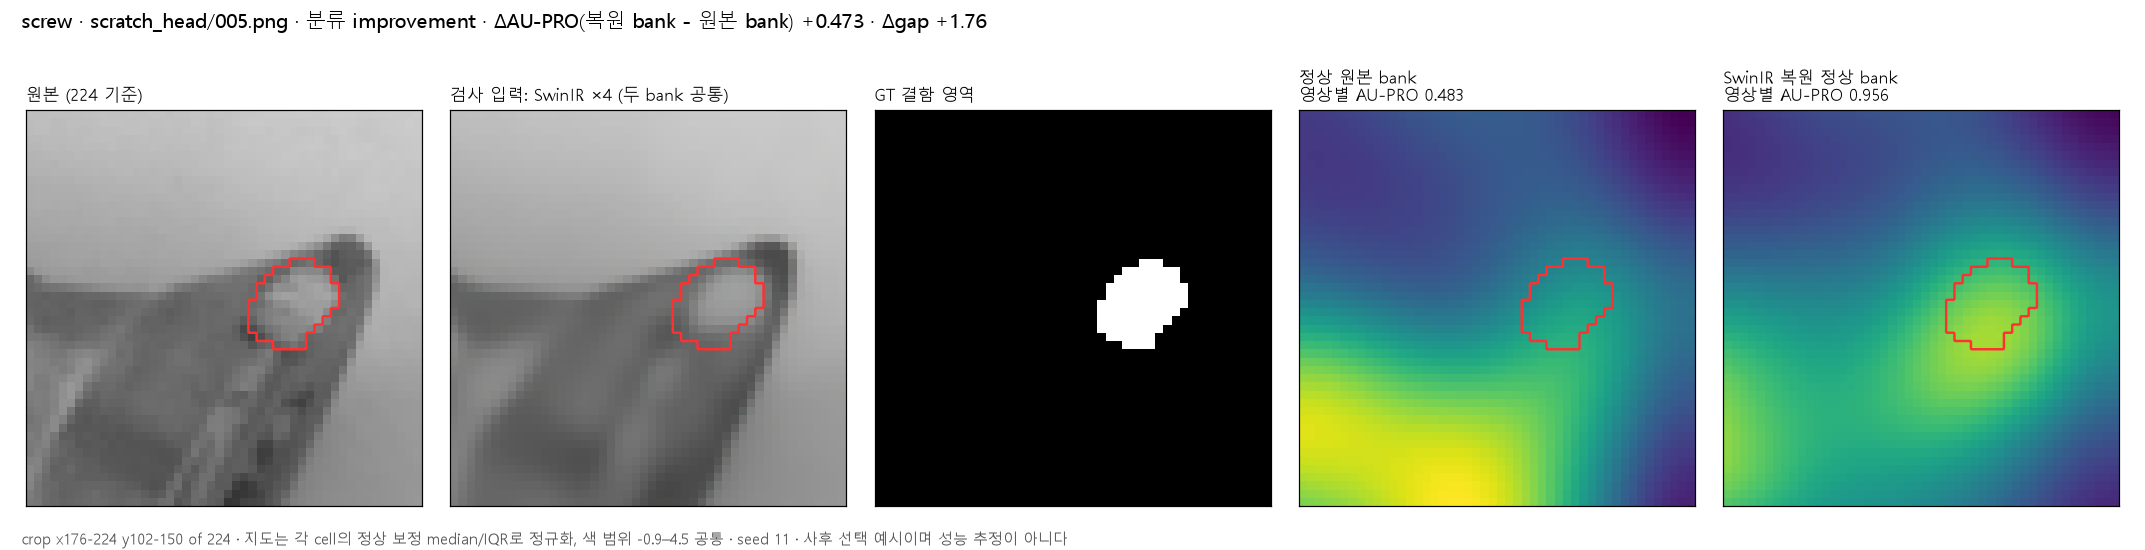 screw · scratch_head/005.png · 분류 improvement · ΔAU-PRO(복원 bank - 원본 bank) +0.473 · Δgap +1.76
원본 (224 기준)
검사 입력: SwinIR ×4 (두 bank 공통)
GT 결함 영역
정상 원본 bank
영상별 AU-PRO 0.483
SwinIR 복원 정상 bank
영상별 AU-PRO 0.956
crop x176-224 y102-150 of 224 · 지도는 각 cell의 정상 보정 median/IQR로 정규화, 색 범위 -0.9–4.5 공통 · seed 11 · 사후 선택 예시이며 성능 추정이 아니다